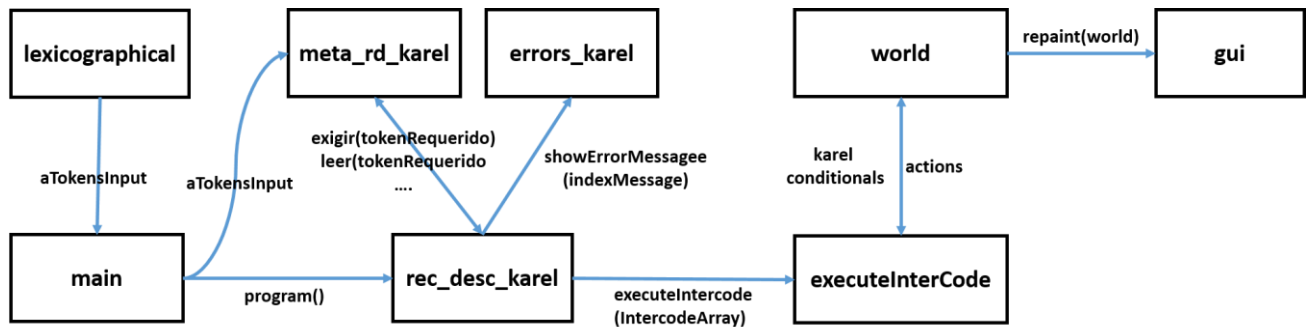 lexicographical
meta_rd_karel
errors_karel
world
repaint(world)
gui
aTokensInput
aTokensInput
exigir(tokenRequerido)
leer(tokenRequerido
....
showErrorMessagee
(indexMessage)
karel
conditionals
actions
main
program()
rec_desc_karel
executeIntercode
(IntercodeArray)
executeInterCode